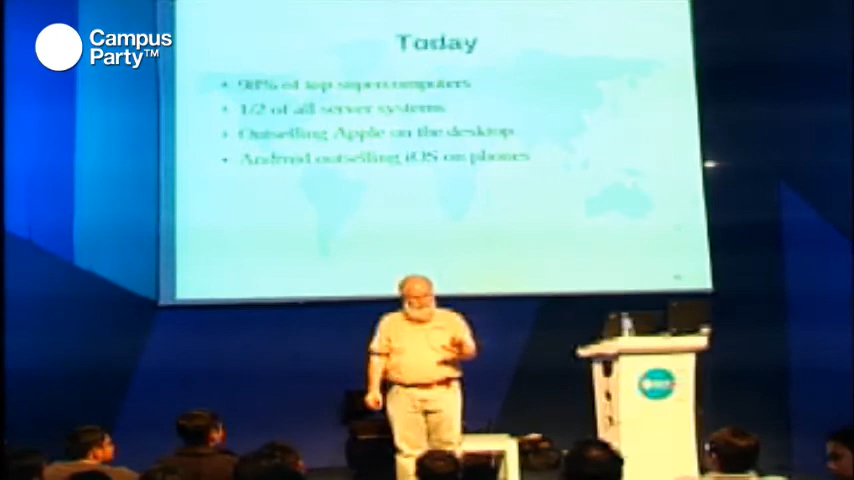 Campus
Party™
Today
98% of top supercomputers
1/2 of all server systems
Outselling Apple on the desktop
Android outselling iOS on phones